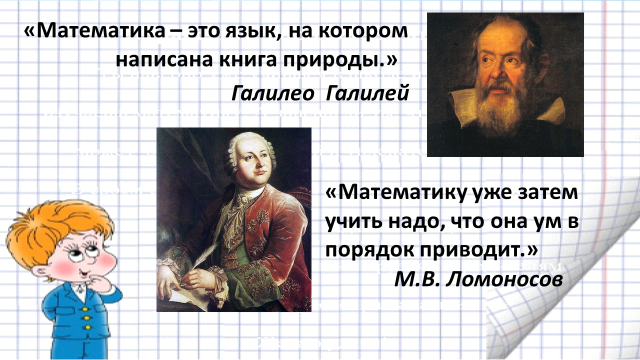 «Математика – это язык, на котором
написана книга природы.»
Галилео Галилей
«Математику уже затем
учить надо, что она ум в
порядок приводит.»
М.В. Ломоносов